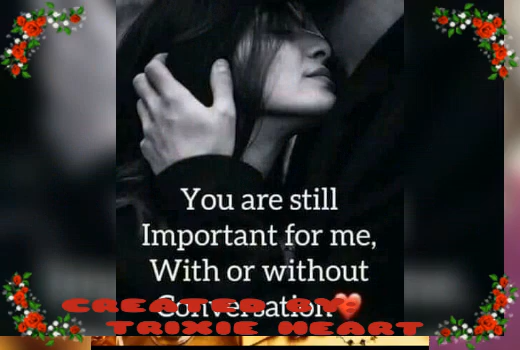 You are still
Important for me,
With or without
Conversation❤
CREATED BY:
TRIXIE HEART